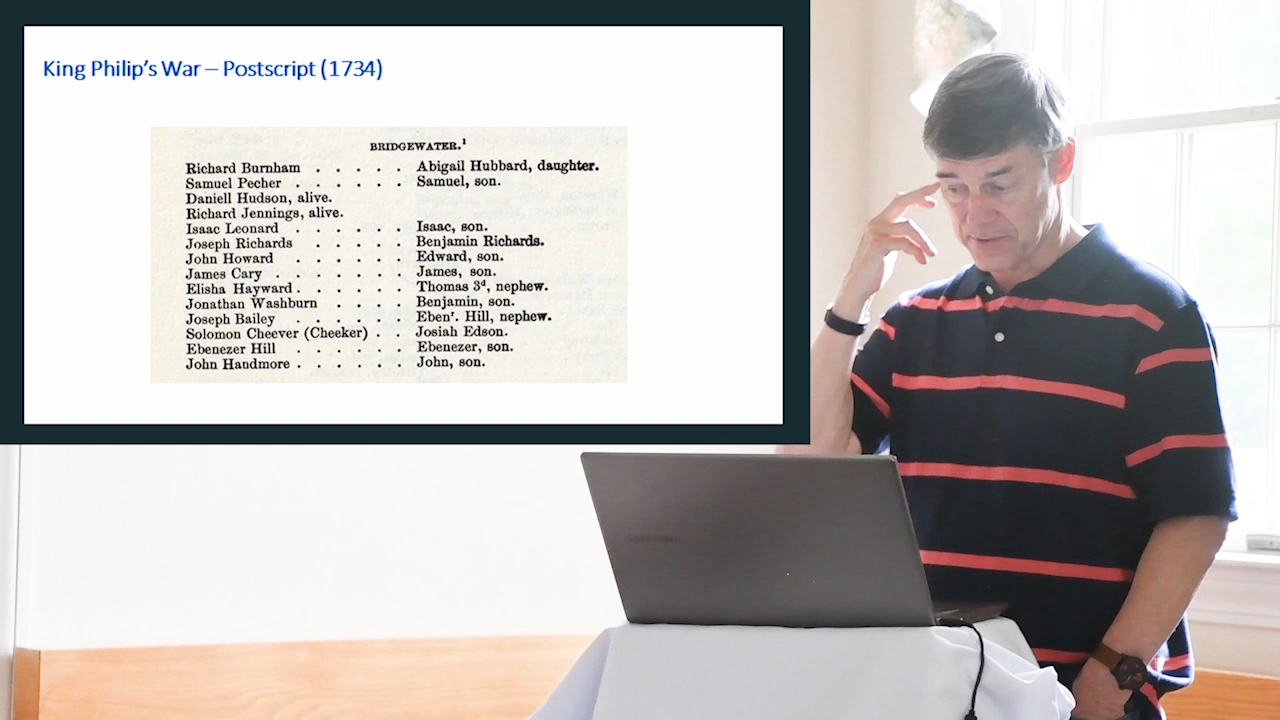 King Philip's War – Postscript (1734)
BRIDGEWATER.¹
Richard Burnham . . . . . Abigail Hubbard, daughter.
Samuel Pecher . . . . . . Samuel, son.
Daniell Hudson, alive.
Richard Jennings, alive.
Isaac Leonard . . . . . . Isaac, son.
Joseph Richards . . . . . Benjamin Richards.
John Howard . . . . . . Edward, son.
James Cary . . . . . . . James, son.
Elisha Hayward . . . . . Thomas 3ᵈ, nephew.
Jonathan Washburn . . . . Benjamin, son.
Joseph Bailey . . . . . . Ebenʳ. Hill, nephew.
Solomon Cheever (Cheeker) . . Josiah Edson.
Ebenezer Hill . . . . . . Ebenezer, son.
John Handmore . . . . . . John, son.